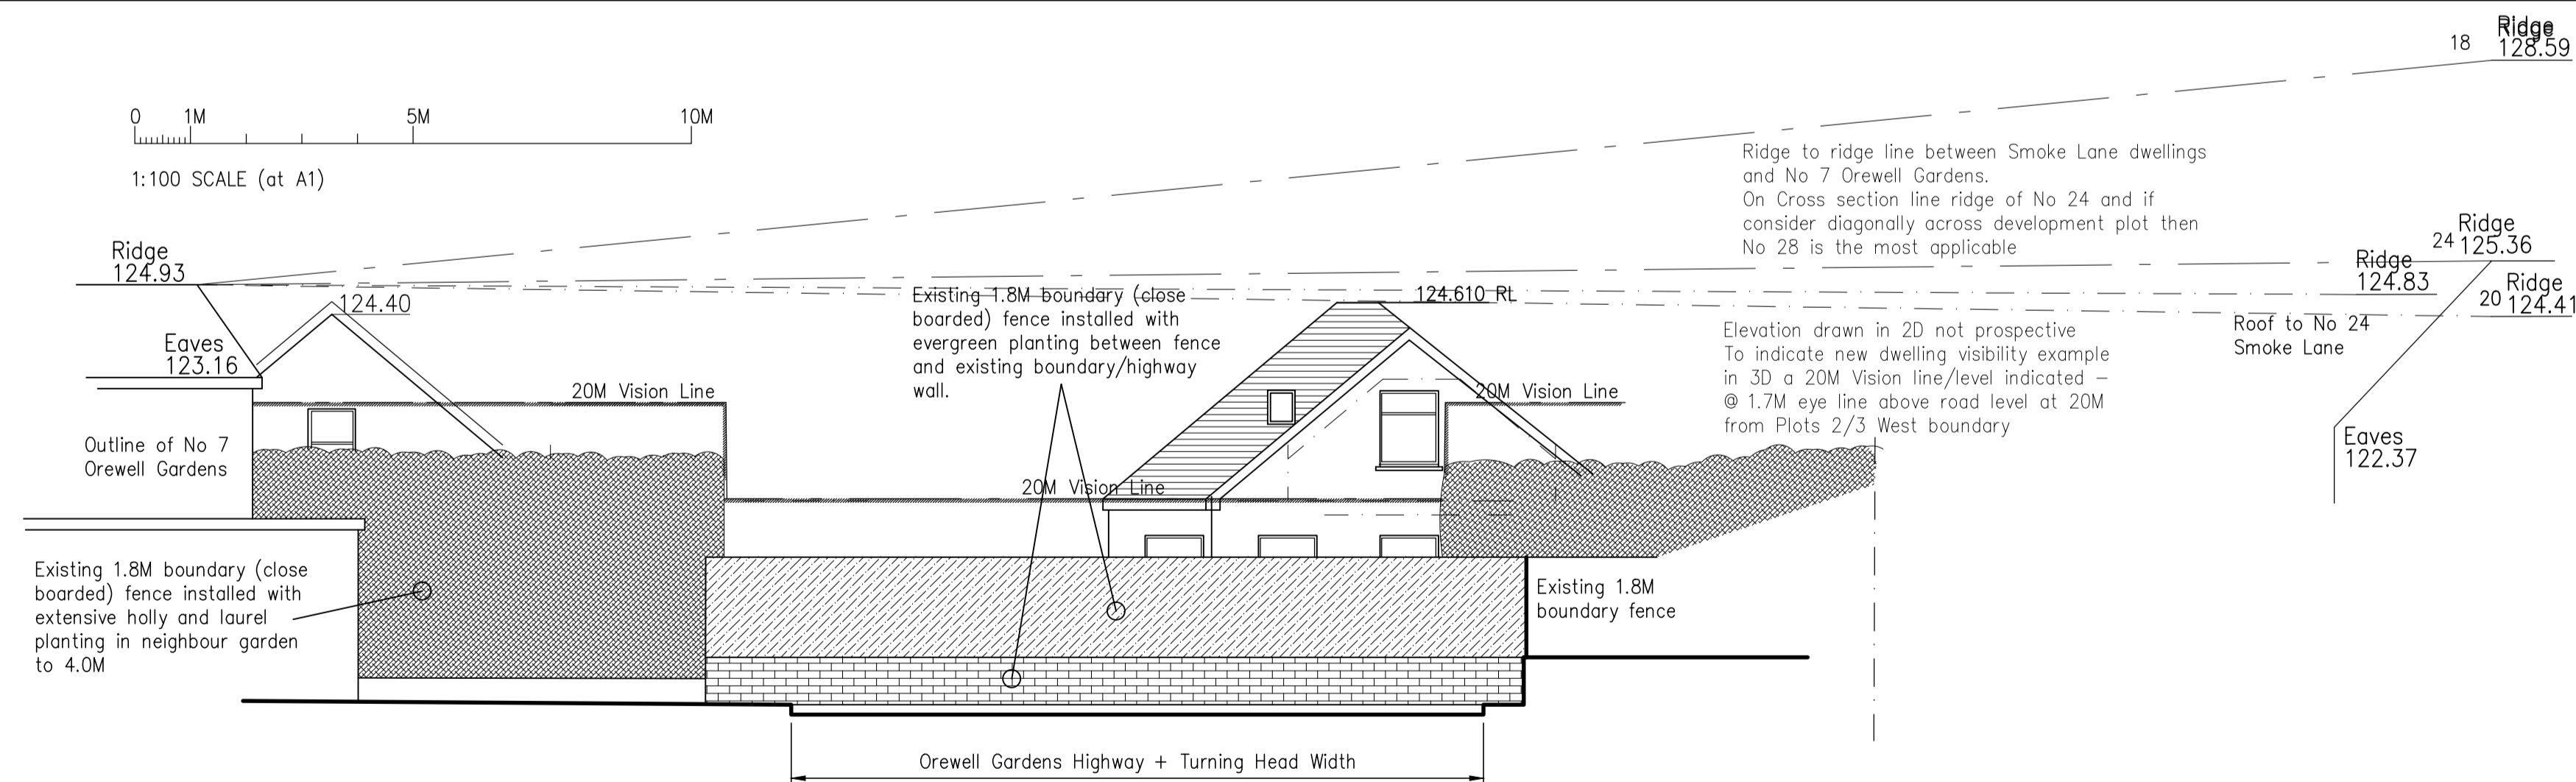 Ridge
18 128.59
0 1M 5M 10M
1:100 SCALE (at A1)
Ridge to ridge line between Smoke Lane dwellings
and No 7 Orewell Gardens.
On Cross section line ridge of No 24 and if
consider diagonally across development plot then
No 28 is the most applicable
Ridge
124.93
124.40
Eaves
123.16
Existing 1.8M boundary (close
boarded) fence installed with
evergreen planting between fence
and existing boundary/highway
wall.
124.610 RL
Ridge
24 125.36
Ridge
124.83
Ridge
20 124.41
Roof to No 24
Smoke Lane
Elevation drawn in 2D not prospective
To indicate new dwelling visibility example
in 3D a 20M Vision line/level indicated –
@ 1.7M eye line above road level at 20M
from Plots 2/3 West boundary
20M Vision Line
20M Vision Line
20M Vision Line
Outline of No 7
Orewell Gardens
Eaves
122.37
Existing 1.8M boundary (close
boarded) fence installed with
extensive holly and laurel
planting in neighbour garden
to 4.0M
Existing 1.8M
boundary fence
Orewell Gardens Highway + Turning Head Width